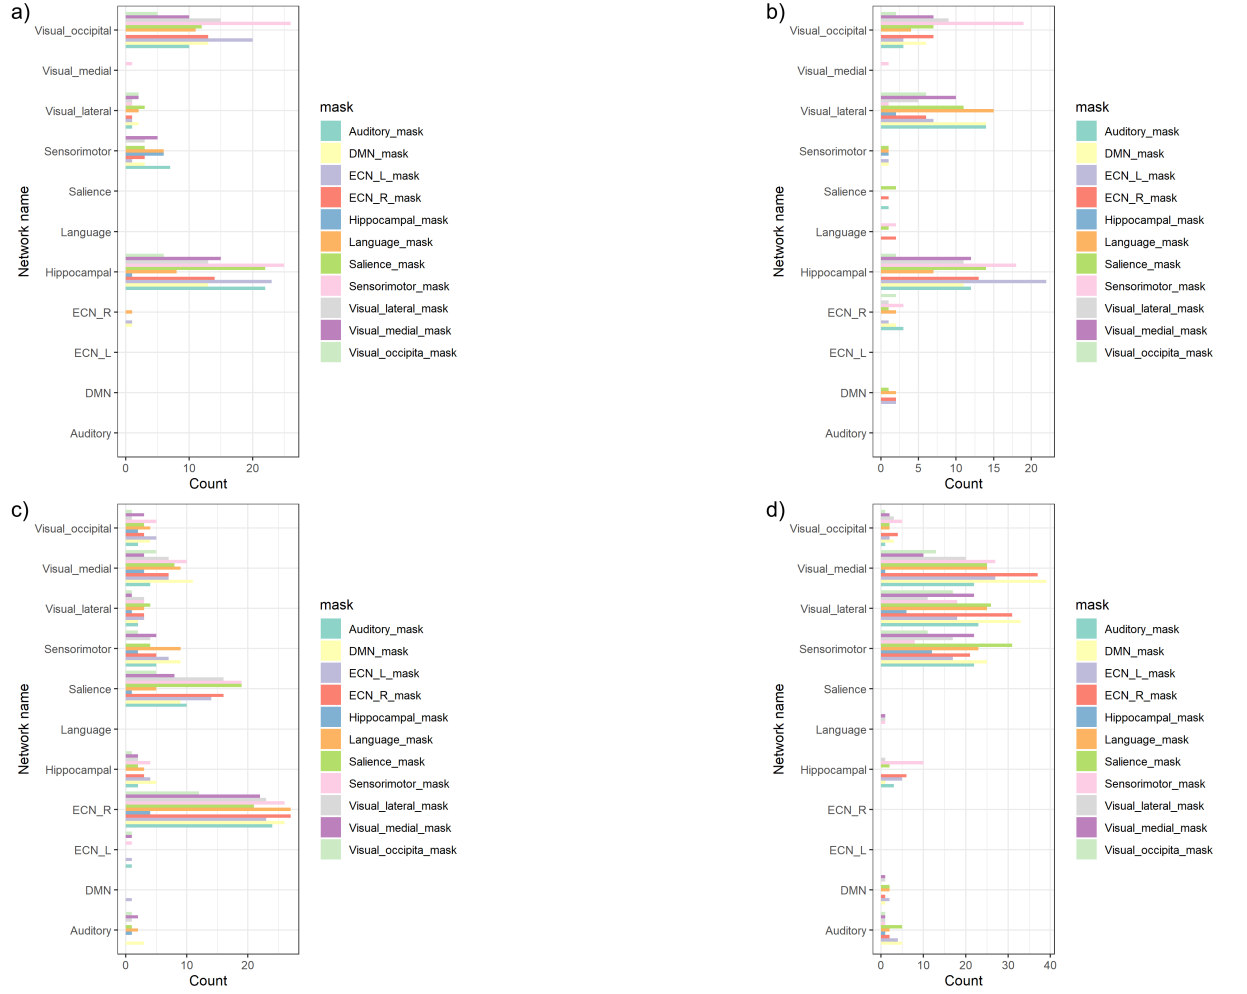 a)
Network name
Visual_occipital
Visual_medial
Visual_lateral
Sensorimotor
Salience
Language
Hippocampal
ECN_R
ECN_L
DMN
Auditory
0 10 20
Count
mask
Auditory_mask
DMN_mask
ECN_L_mask
ECN_R_mask
Hippocampal_mask
Language_mask
Salience_mask
Sensorimotor_mask
Visual_lateral_mask
Visual_medial_mask
Visual_occipita_mask
b)
Network name
Visual_occipital
Visual_medial
Visual_lateral
Sensorimotor
Salience
Language
Hippocampal
ECN_R
ECN_L
DMN
Auditory
0 5 10 15 20
Count
mask
Auditory_mask
DMN_mask
ECN_L_mask
ECN_R_mask
Hippocampal_mask
Language_mask
Salience_mask
Sensorimotor_mask
Visual_lateral_mask
Visual_medial_mask
Visual_occipita_mask
c)
Network name
Visual_occipital
Visual_medial
Visual_lateral
Sensorimotor
Salience
Language
Hippocampal
ECN_R
ECN_L
DMN
Auditory
0 10 20
Count
mask
Auditory_mask
DMN_mask
ECN_L_mask
ECN_R_mask
Hippocampal_mask
Language_mask
Salience_mask
Sensorimotor_mask
Visual_lateral_mask
Visual_medial_mask
Visual_occipita_mask
d)
Network name
Visual_occipital
Visual_medial
Visual_lateral
Sensorimotor
Salience
Language
Hippocampal
ECN_R
ECN_L
DMN
Auditory
0 10 20 30 40
Count
mask
Auditory_mask
DMN_mask
ECN_L_mask
ECN_R_mask
Hippocampal_mask
Language_mask
Salience_mask
Sensorimotor_mask
Visual_lateral_mask
Visual_medial_mask
Visual_occipita_mask